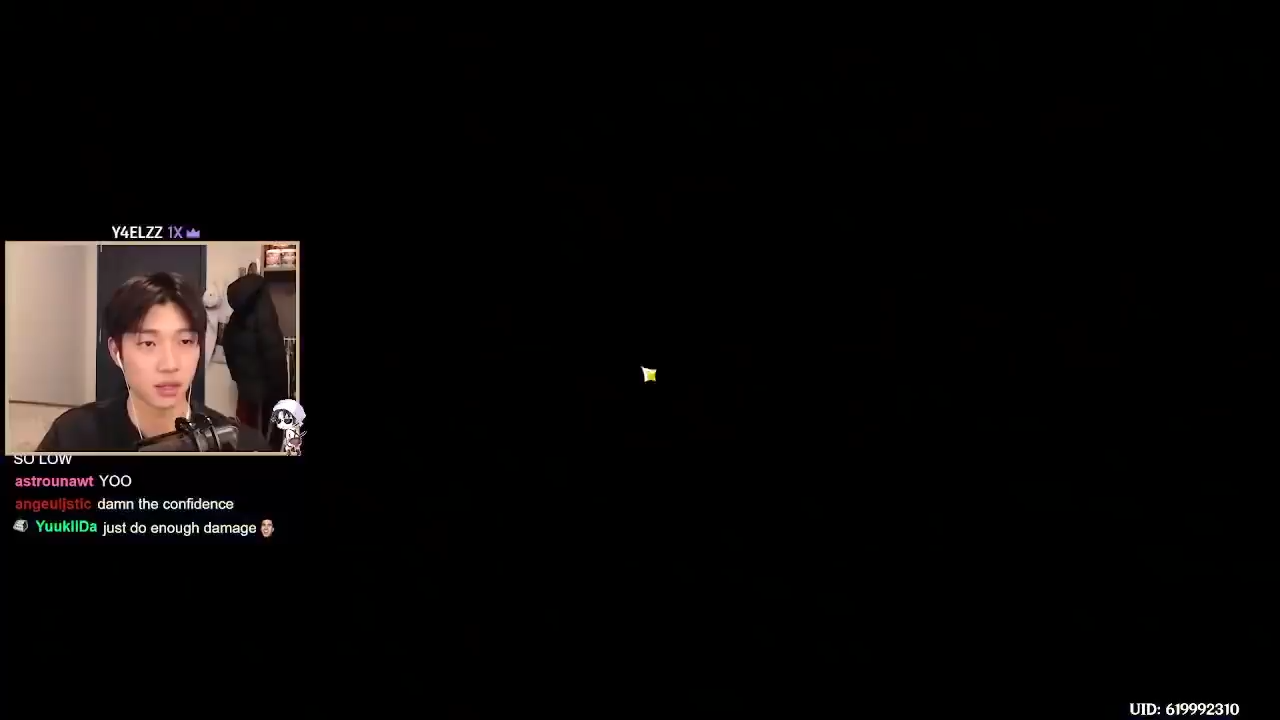 Y4ELZZ 1X
SO LOW
astrounawt YOO
angeuljstic damn the confidence
YuukIIDa just do enough damage
UID: 619992310